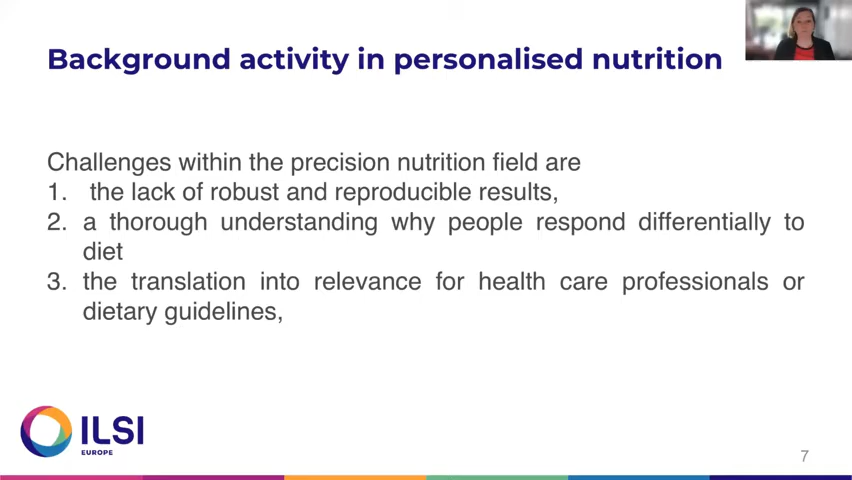 Background activity in personalised nutrition
Challenges within the precision nutrition field are
1. the lack of robust and reproducible results,
2. a thorough understanding why people respond differentially to
diet
3. the translation into relevance for health care professionals or
dietary guidelines,
ILSI
EUROPE
7